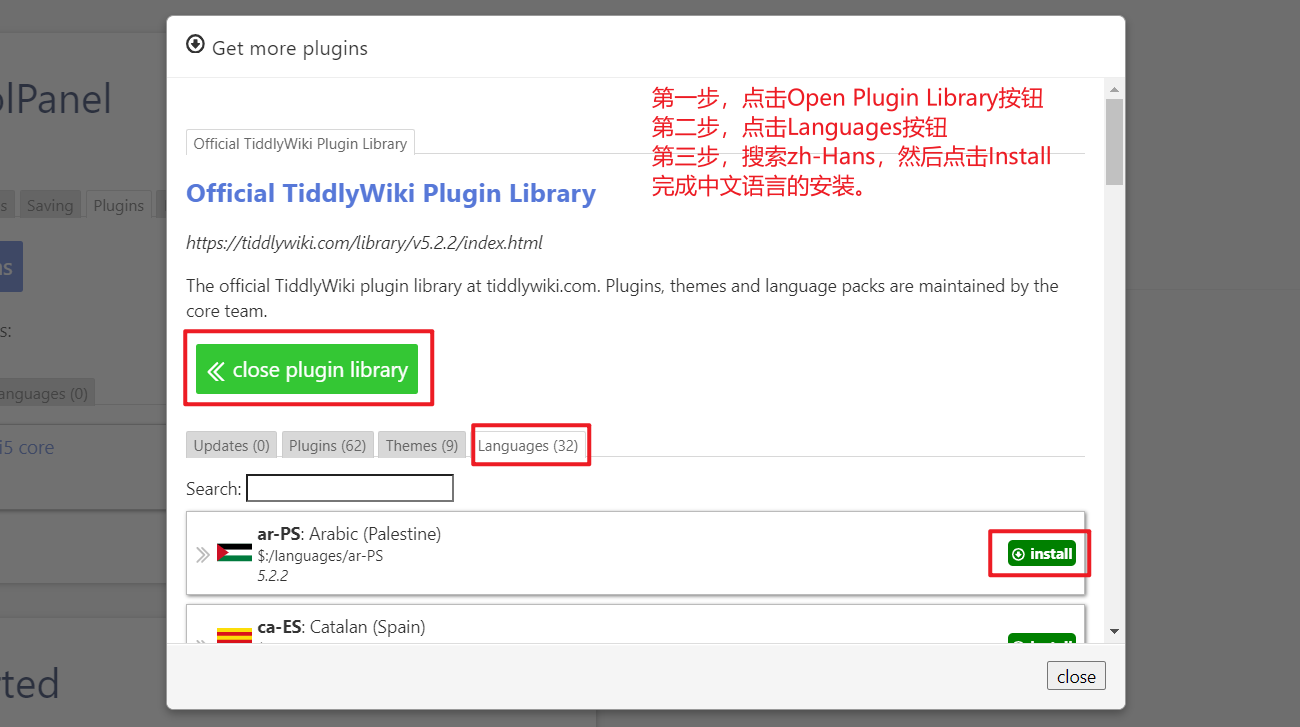 Get more plugins
olPanel
第一步，点击Open Plugin Library按钮
第二步，点击Languages按钮
第三步，搜索zh-Hans，然后点击Install
完成中文语言的安装。
Official TiddlyWiki Plugin Library
Official TiddlyWiki Plugin Library
s
Saving
Plugins
https://tiddlywiki.com/library/v5.2.2/index.html
ns
The official TiddlyWiki plugin library at tiddlywiki.com. Plugins, themes and language packs are maintained by the
core team.
s:
close plugin library
anguages (0)
Updates (0)
Plugins (62)
Themes (9)
Languages (32)
i5 core
Search:
ar-PS: Arabic (Palestine)
$:/languages/ar-PS
5.2.2
install
ca-ES: Catalan (Spain)
install
rted
close